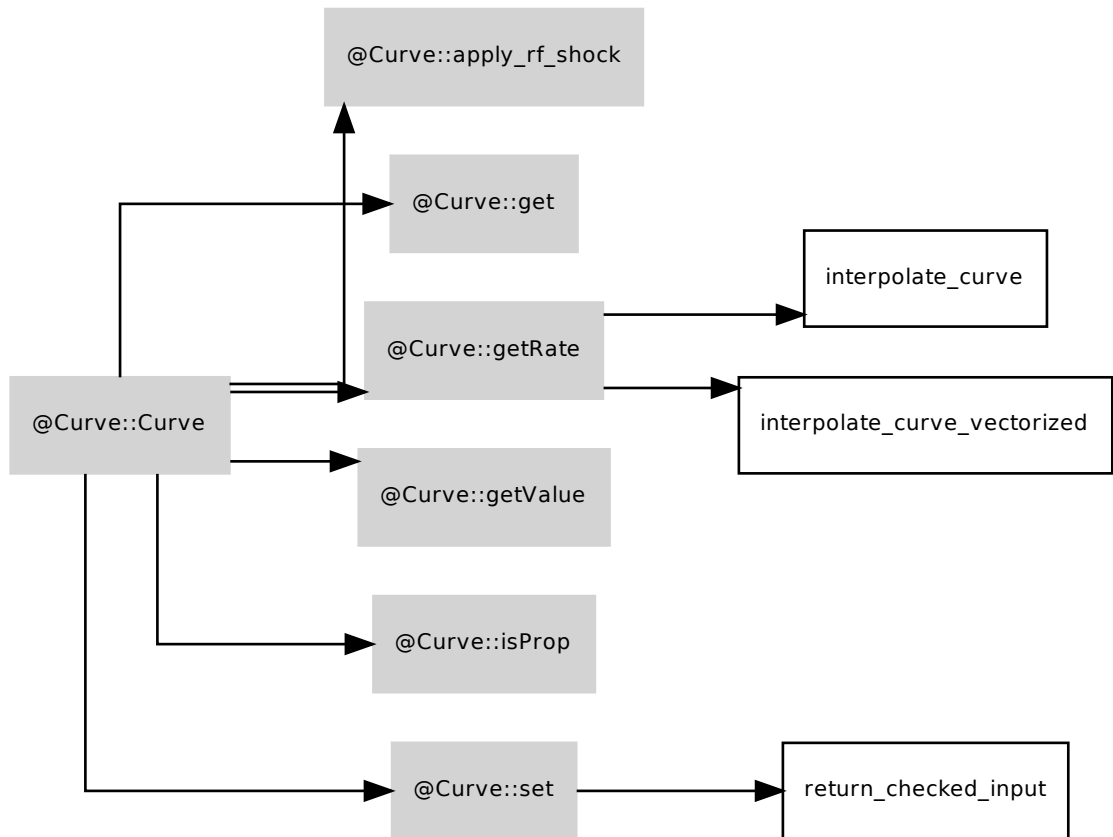 @Curve::apply_rf_shock
@Curve::get
interpolate_curve
@Curve::getRate
@Curve::Curve
interpolate_curve_vectorized
@Curve::getValue
@Curve::isProp
@Curve::set
return_checked_input